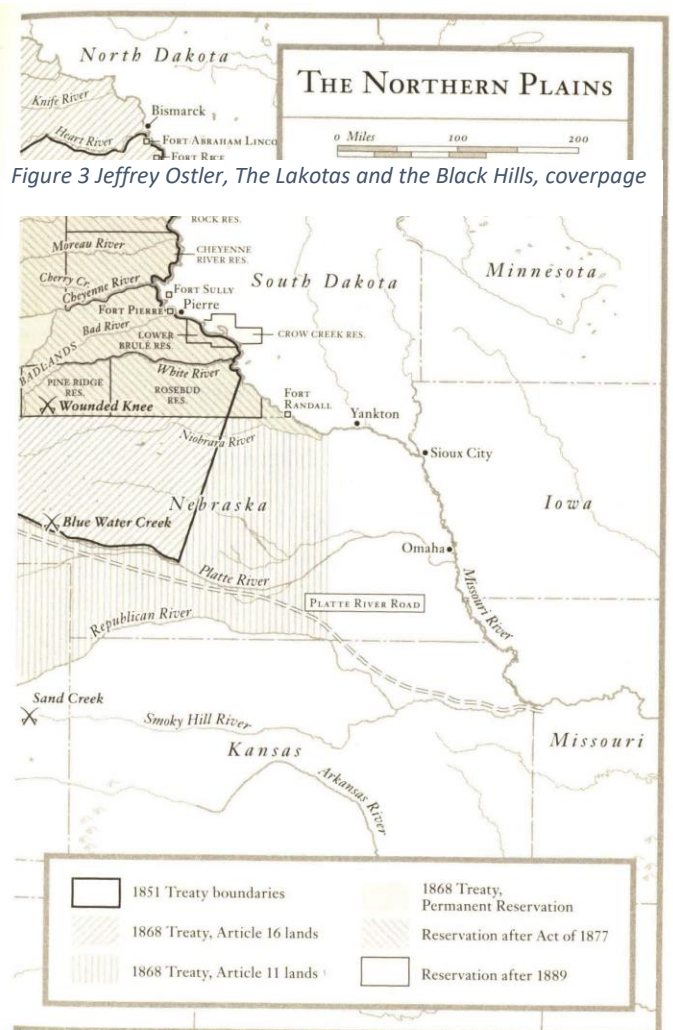 North Dakota
THE NORTHERN PLAINS
Knife River
Bismarck
0 Miles 100 200
Heart River
FORT ABRAHAM LINCO
FORT RICE
Figure 3 Jeffrey Ostler, The Lakotas and the Black Hills, coverpage
ROCK RES.
Moreau River
CHEYENNE
RIVER RES.
Minnesota
Cherry Cr.
Cheyenne River
South Dakota
FORT SULLY
FORT PIERRE
Pierre
Bad River
LOWER
BRULÉ RES.
CROW CREEK RES.
BADLANDS
White River
PINE RIDGE
RES.
ROSEBUD
RES.
FORT
RANDALL
Wounded Knee
Yankton
Niobrara River
Sioux City
Nebraska
Iowa
Blue Water Creek
Omaha
Platte River
Missouri River
PLATTE RIVER ROAD
Republican River
Sand Creek
Smoky Hill River
Missouri
Kansas
Arkansas River
1851 Treaty boundaries
1868 Treaty, Article 16 lands
1868 Treaty, Article 11 lands
1868 Treaty,
Permanent Reservation
Reservation after Act of 1877
Reservation after 1889